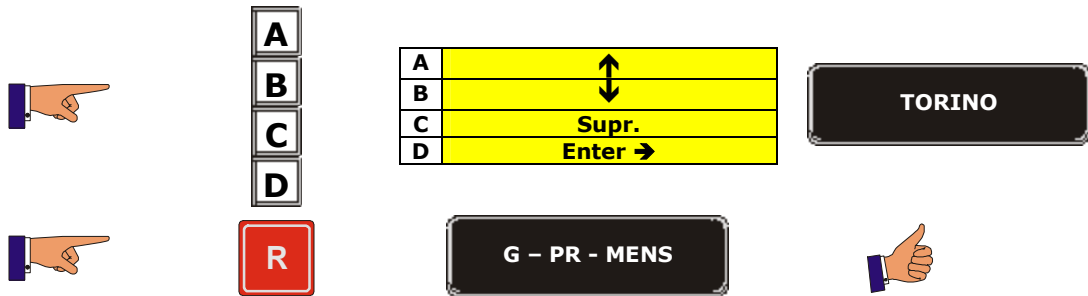 A
B
C
D
A ↑
B ↓
C Supr.
D Enter ➔
TORINO
R
G – PR - MENS